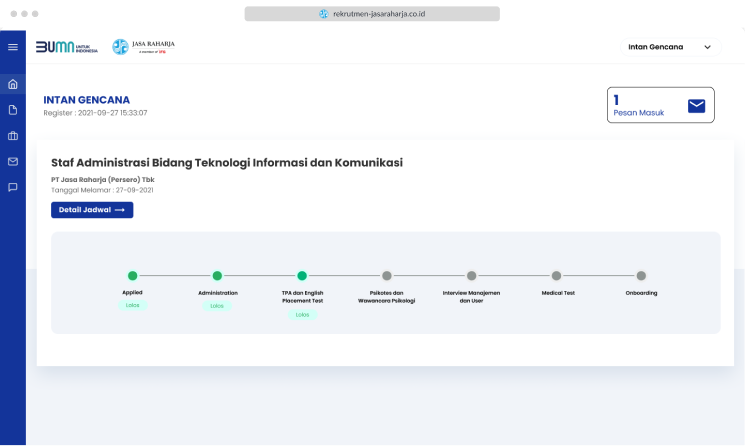 rekrutmen-jasaraharja.co.id
BUMN UNTUK INDONESIA
JASA RAHARJA
a member of IFG
Intan Gencana
INTAN GENCANA
Register : 2021-09-27 15:33:07
1
Pesan Masuk
Staf Administrasi Bidang Teknologi Informasi dan Komunikasi
PT Jasa Raharja (Persero) Tbk
Tanggal Melamar : 27-09-2021
Detail Jadwal →
Applied
Lolos
Administration
Lolos
TPA dan English
Placement Test
Lolos
Psikotes dan
Wawancara Psikologi
Interview Manajemen
dan User
Medical Test
Onboarding